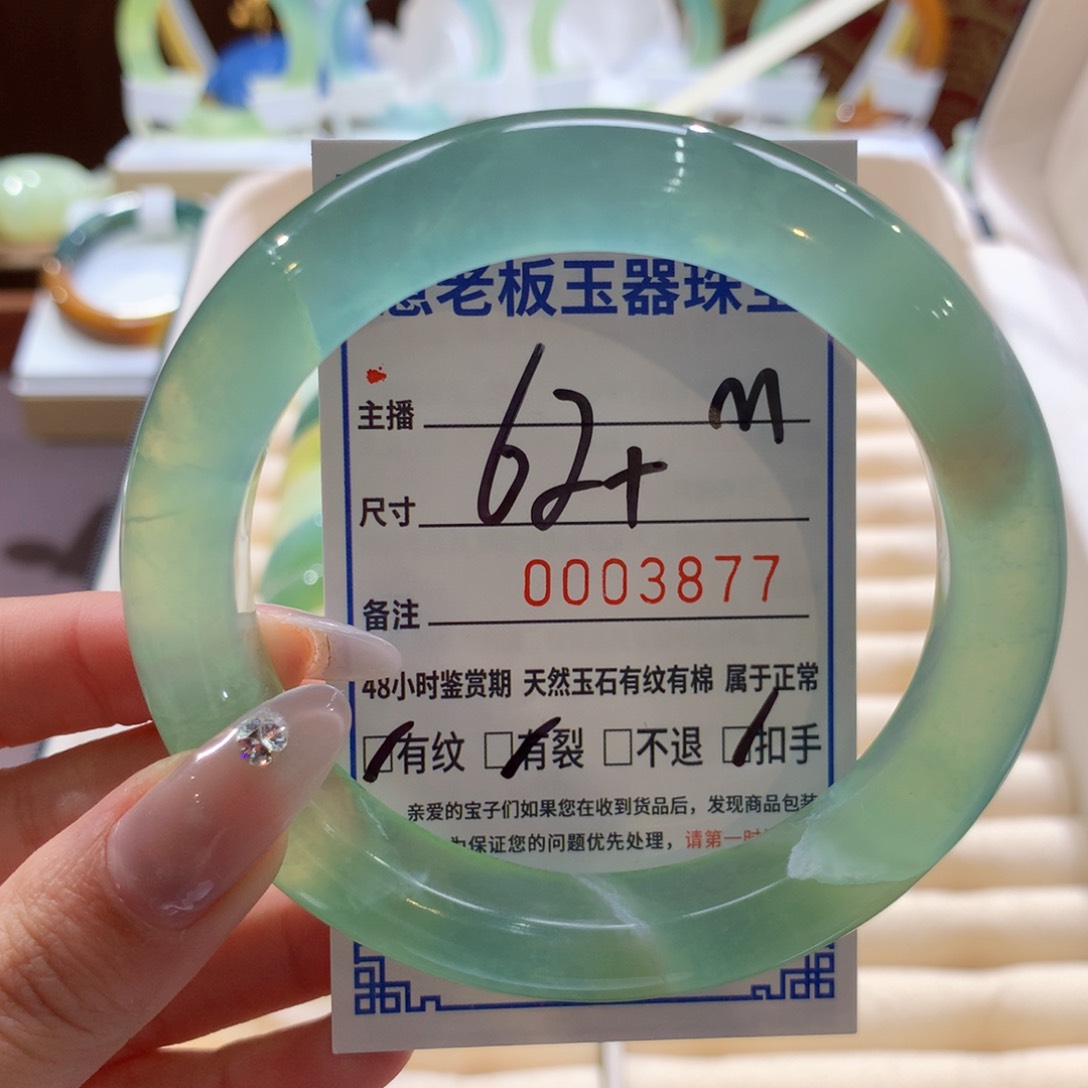 老板玉器珠
主播 M
尺寸 62+
备注 0003877
48小时鉴赏期 天然玉石有纹有棉 属于正常
□有纹 □有裂 □不退 □扣手
亲爱的宝子们如果您在收到货品后，发现商品包装
保证您的问题优先处理，请第一时